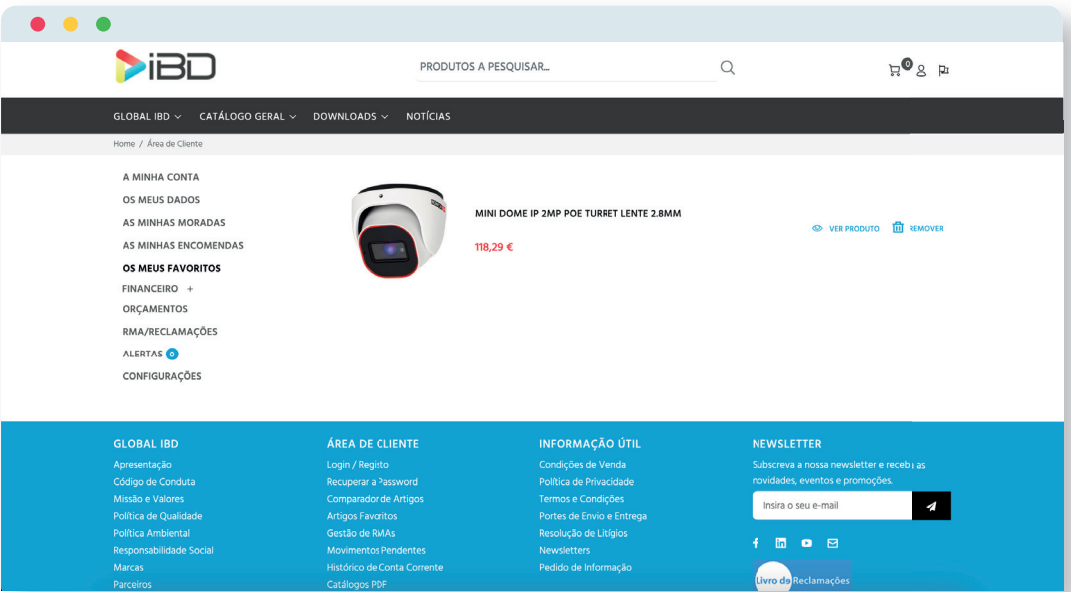 iBD
PRODUTOS A PESQUISAR...
0
GLOBAL IBD
CATÁLOGO GERAL
DOWNLOADS
NOTÍCIAS
Home / Área de Cliente
A MINHA CONTA
OS MEUS DADOS
AS MINHAS MORADAS
AS MINHAS ENCOMENDAS
OS MEUS FAVORITOS
FINANCEIRO +
ORÇAMENTOS
RMA/RECLAMAÇÕES
ALERTAS 0
CONFIGURAÇÕES
MINI DOME IP 2MP POE TURRET LENTE 2.8MM
118,29 €
VER PRODUTO
REMOVER
GLOBAL IBD
Apresentação
Código de Conduta
Missão e Valores
Política de Qualidade
Política Ambiental
Responsabilidade Social
Marcas
Parceiros
ÁREA DE CLIENTE
Login / Registo
Recuperar a Password
Comparador de Artigos
Artigos Favoritos
Gestão de RMAs
Movimentos Pendentes
Histórico de Conta Corrente
Catálogos PDF
INFORMAÇÃO ÚTIL
Condições de Venda
Política de Privacidade
Termos e Condições
Portes de Envio e Entrega
Resolução de Litígios
Newsletters
Pedido de Informação
NEWSLETTER
Subscreva a nossa newsletter e receba as
novidades, eventos e promoções.
Insira o seu e-mail
Livro de Reclamações